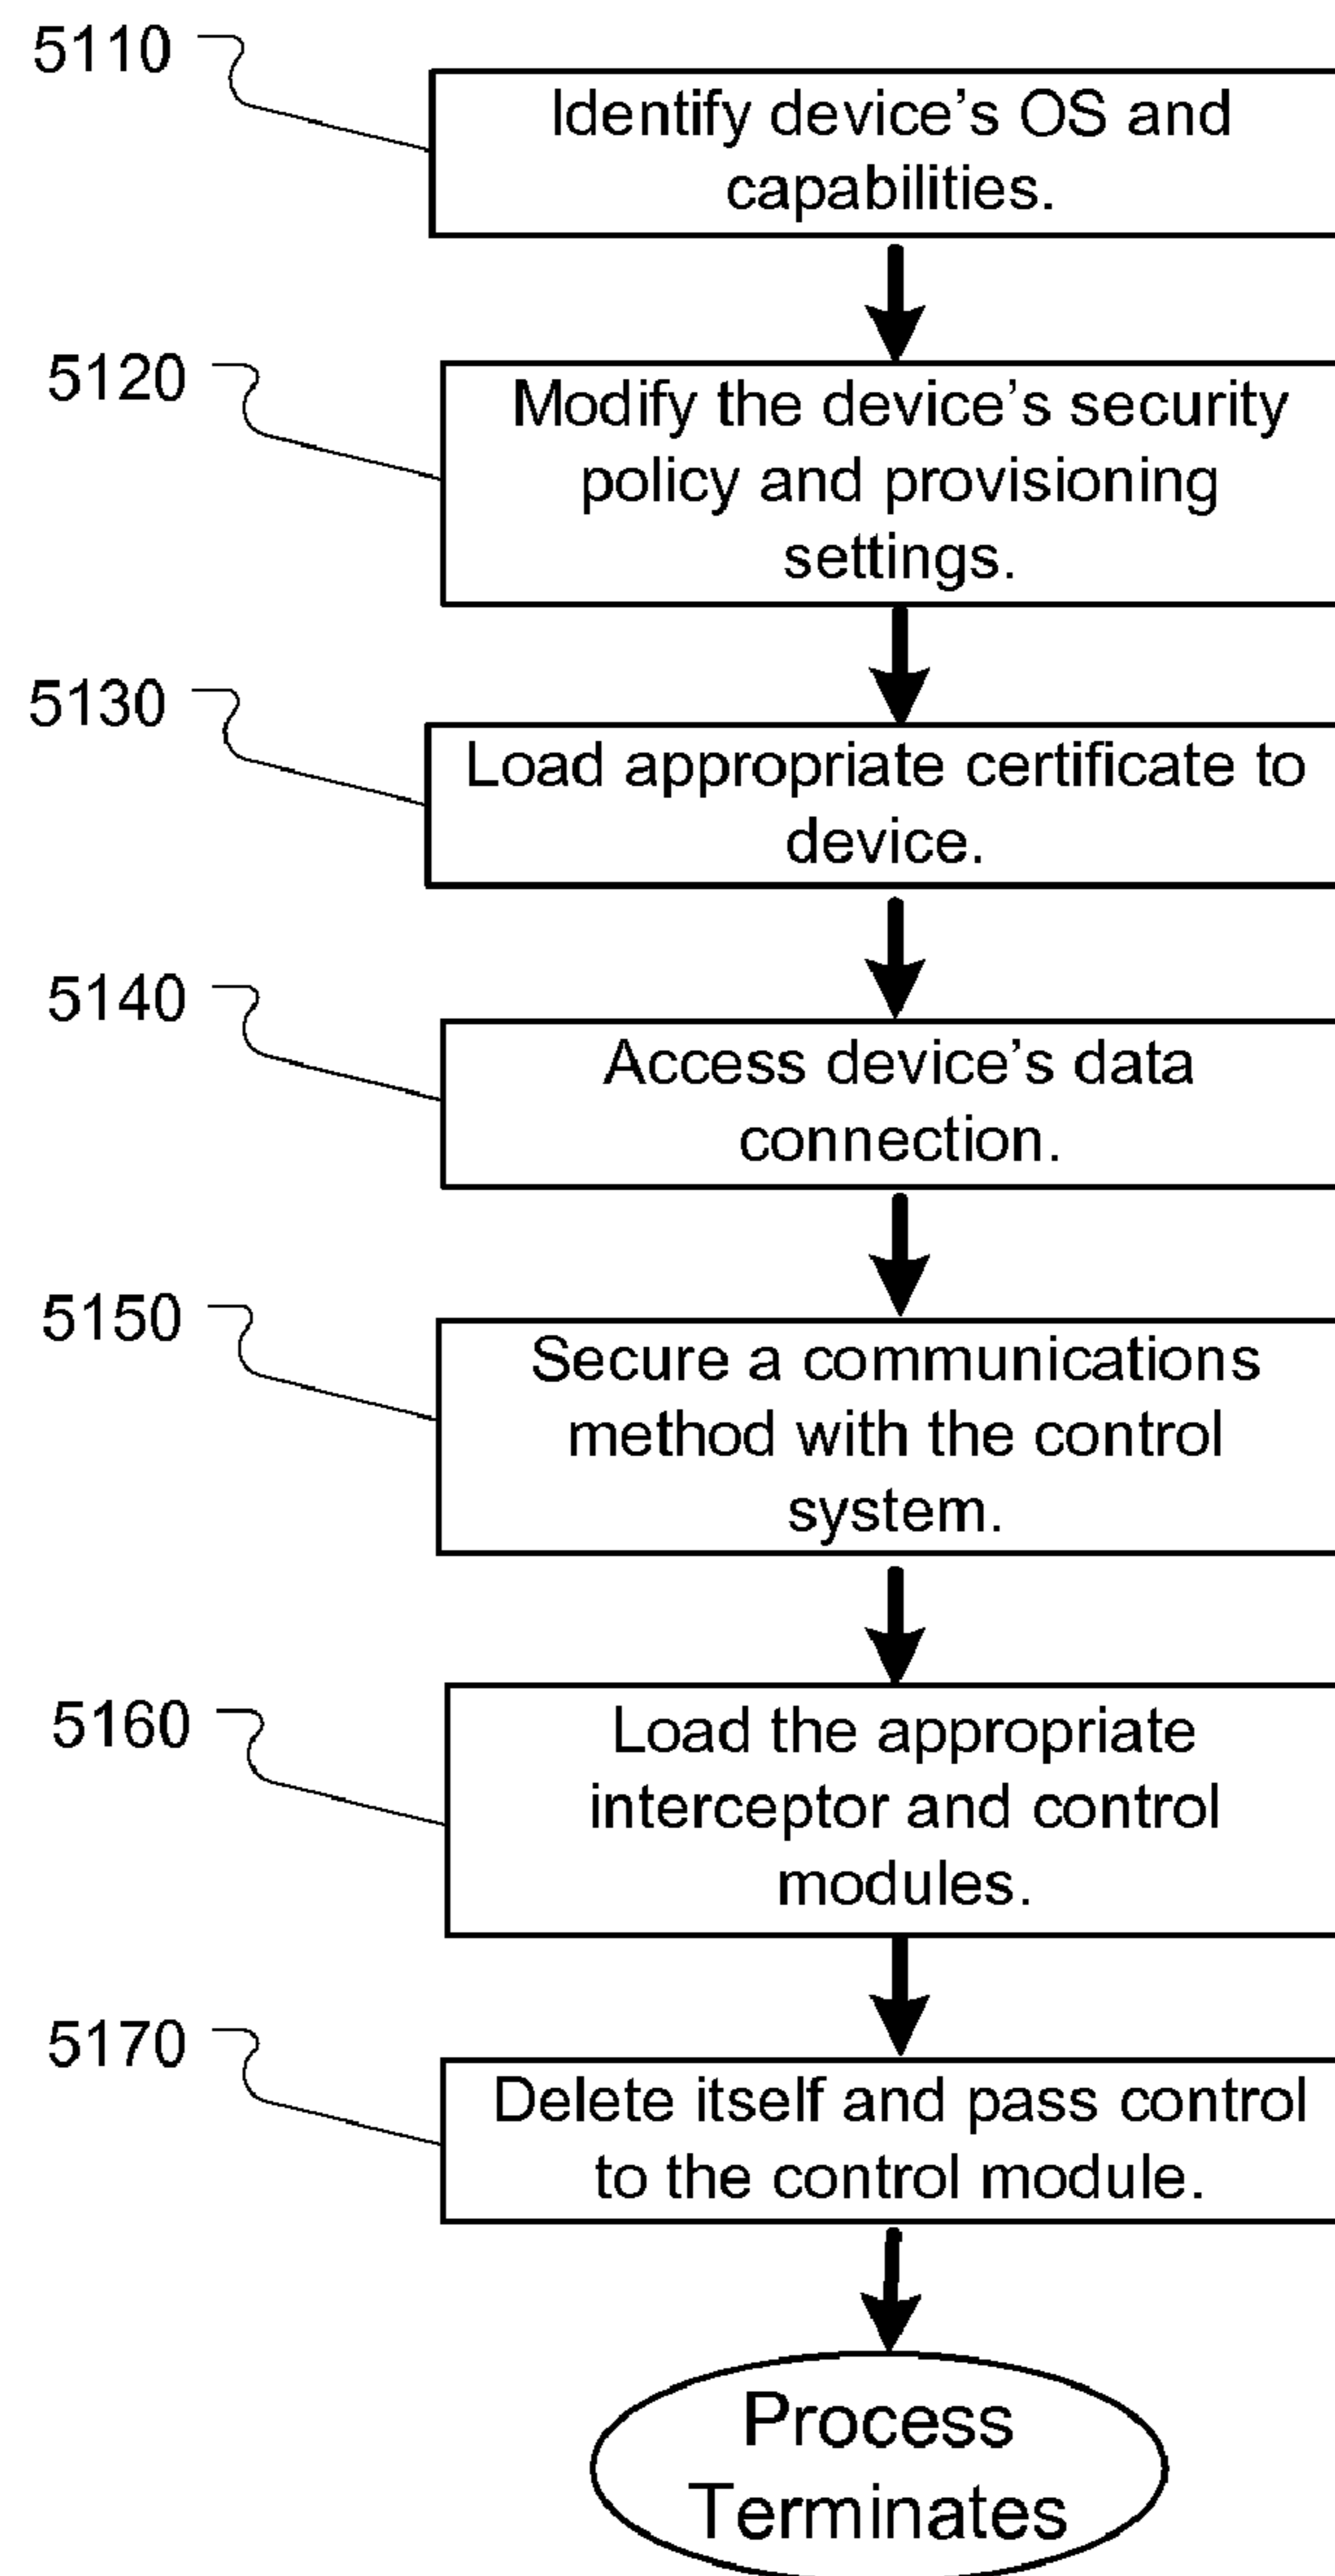 5110
Identify device's OS and
capabilities.
5120
Modify the device's security
policy and provisioning
settings.
5130
Load appropriate certificate to
device.
5140
Access device's data
connection.
5150
Secure a communications
method with the control
system.
5160
Load the appropriate
interceptor and control
modules.
5170
Delete itself and pass control
to the control module.
Process
Terminates